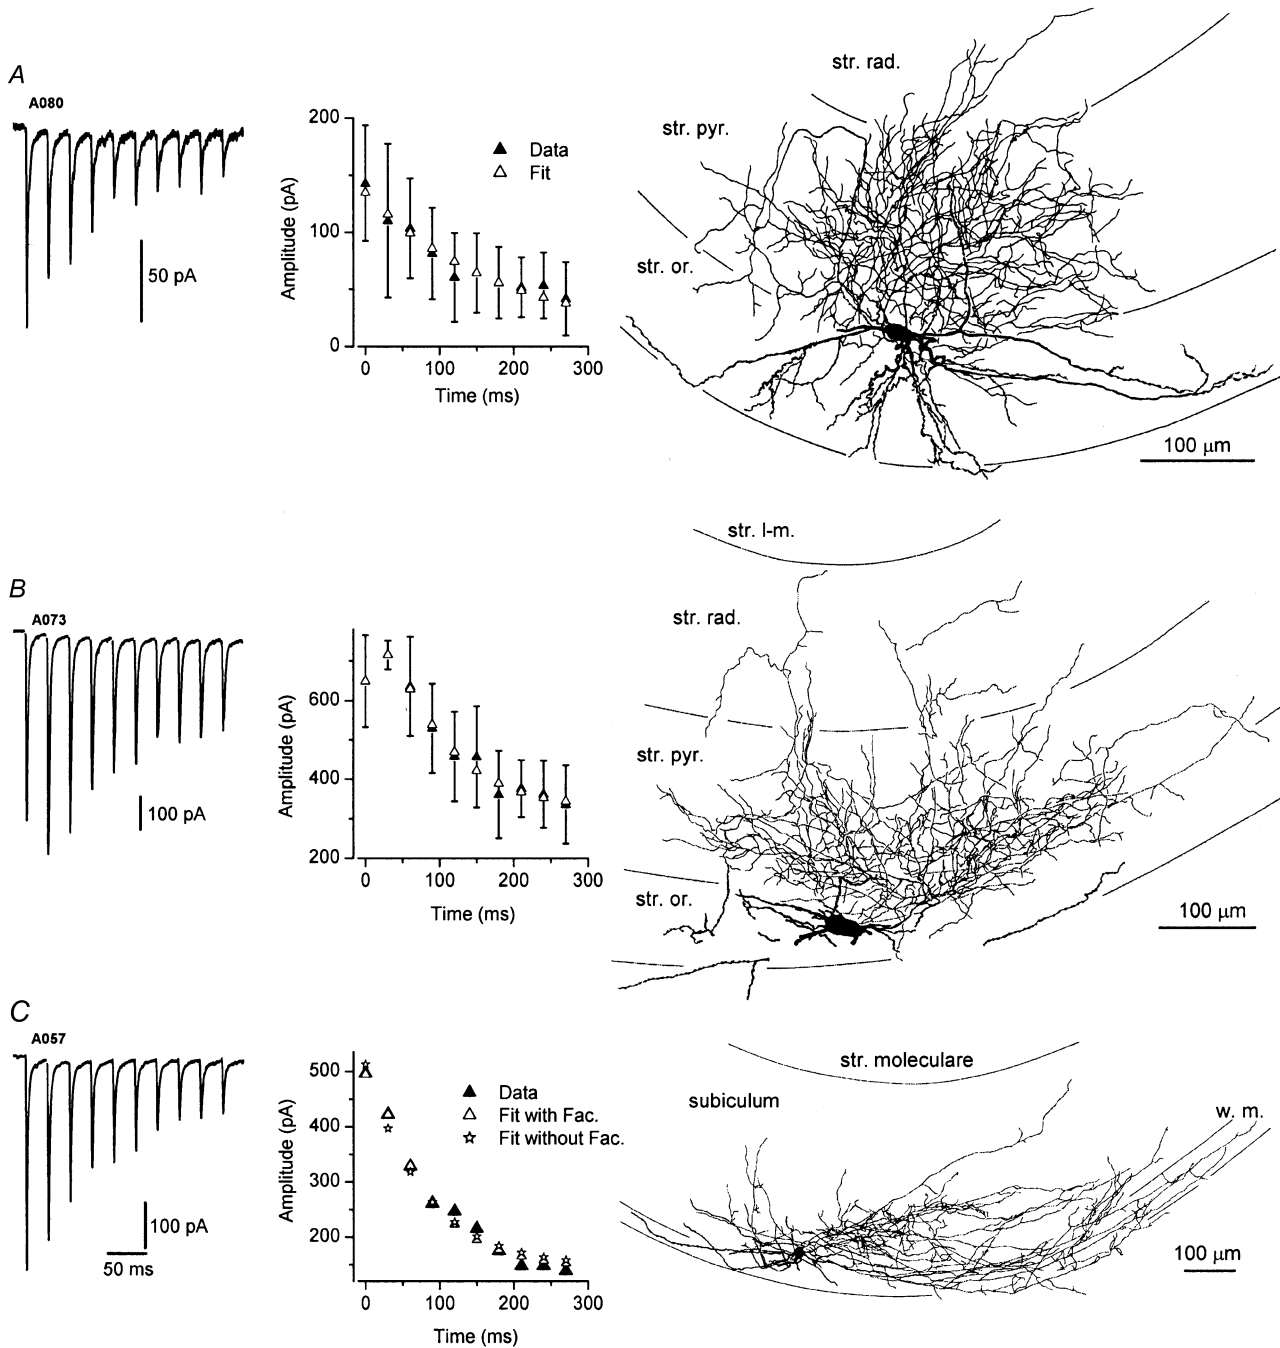 A
A080
50 pA
200
100
0
Amplitude (pA)
Data
Fit
0 100 200 300
Time (ms)
str. rad.
str. pyr.
str. or.
100 μm
B
A073
100 pA
600
400
200
Amplitude (pA)
0 100 200 300
Time (ms)
str. l-m.
str. rad.
str. pyr.
str. or.
100 μm
C
A057
100 pA
50 ms
500
400
300
200
Amplitude (pA)
Data
Fit with Fac.
Fit without Fac.
0 100 200 300
Time (ms)
str. moleculare
subiculum
w. m.
100 μm